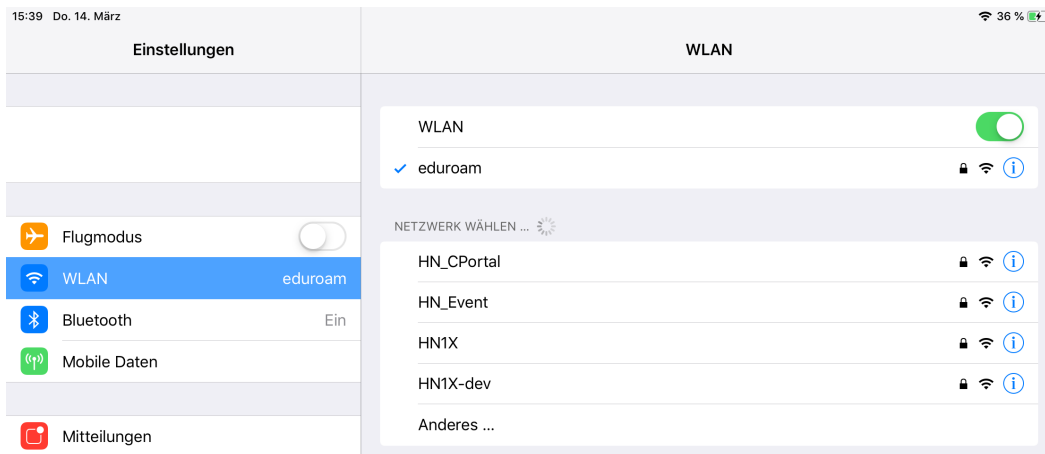 15:39 Do. 14. März
36 %
Einstellungen
WLAN
WLAN
eduroam
NETZWERK WÄHLEN ...
HN_CPortal
HN_Event
HN1X
HN1X-dev
Anderes ...
Flugmodus
WLAN eduroam
Bluetooth Ein
Mobile Daten
Mitteilungen